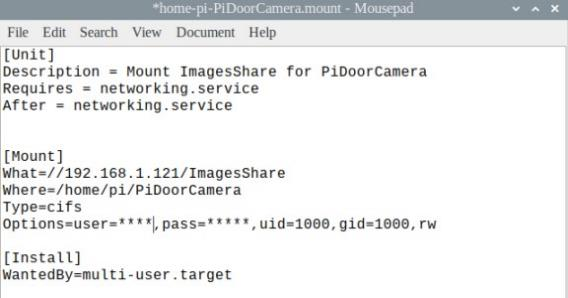 *home-pi-PiDoorCamera.mount - Mousepad
File Edit Search View Document Help
[Unit]
Description = Mount ImagesShare for PiDoorCamera
Requires = networking.service
After = networking.service
[Mount]
What=//192.168.1.121/ImagesShare
Where=/home/pi/PiDoorCamera
Type=cifs
Options=user=****,pass=*****,uid=1000,gid=1000,rw
[Install]
WantedBy=multi-user.target